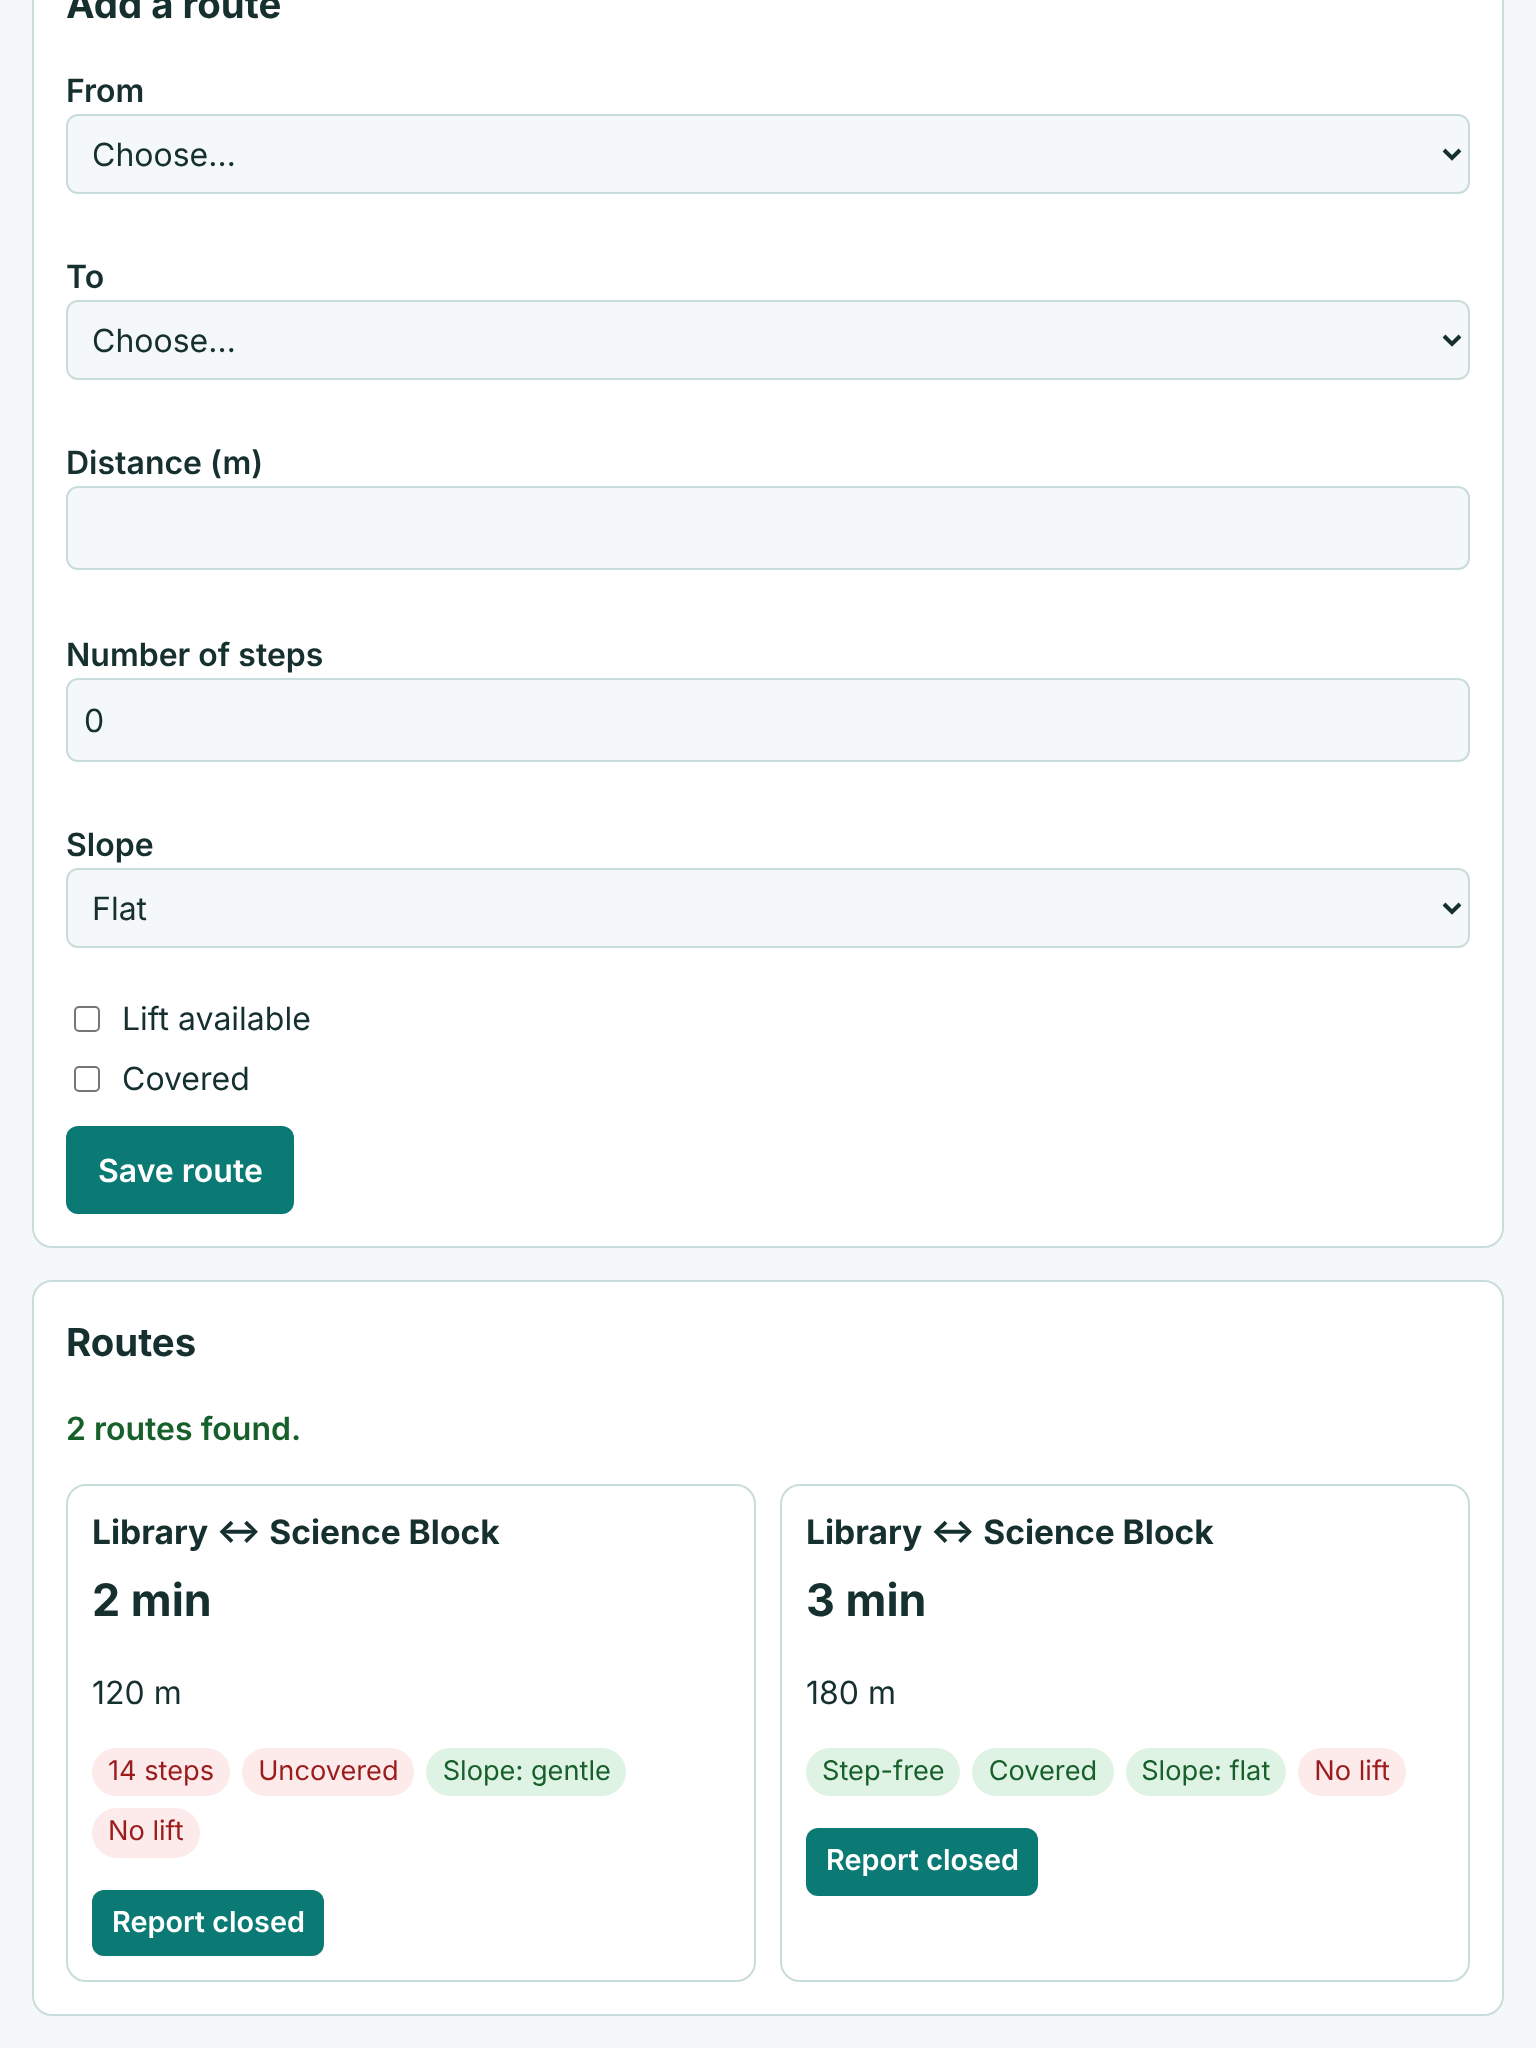 Add a route
From
Choose...
To
Choose...
Distance (m)
Number of steps
0
Slope
Flat
Lift available
Covered
Save route
Routes
2 routes found.
Library ↔ Science Block
2 min
120 m
14 steps Uncovered Slope: gentle
No lift
Report closed
Library ↔ Science Block
3 min
180 m
Step-free Covered Slope: flat No lift
Report closed